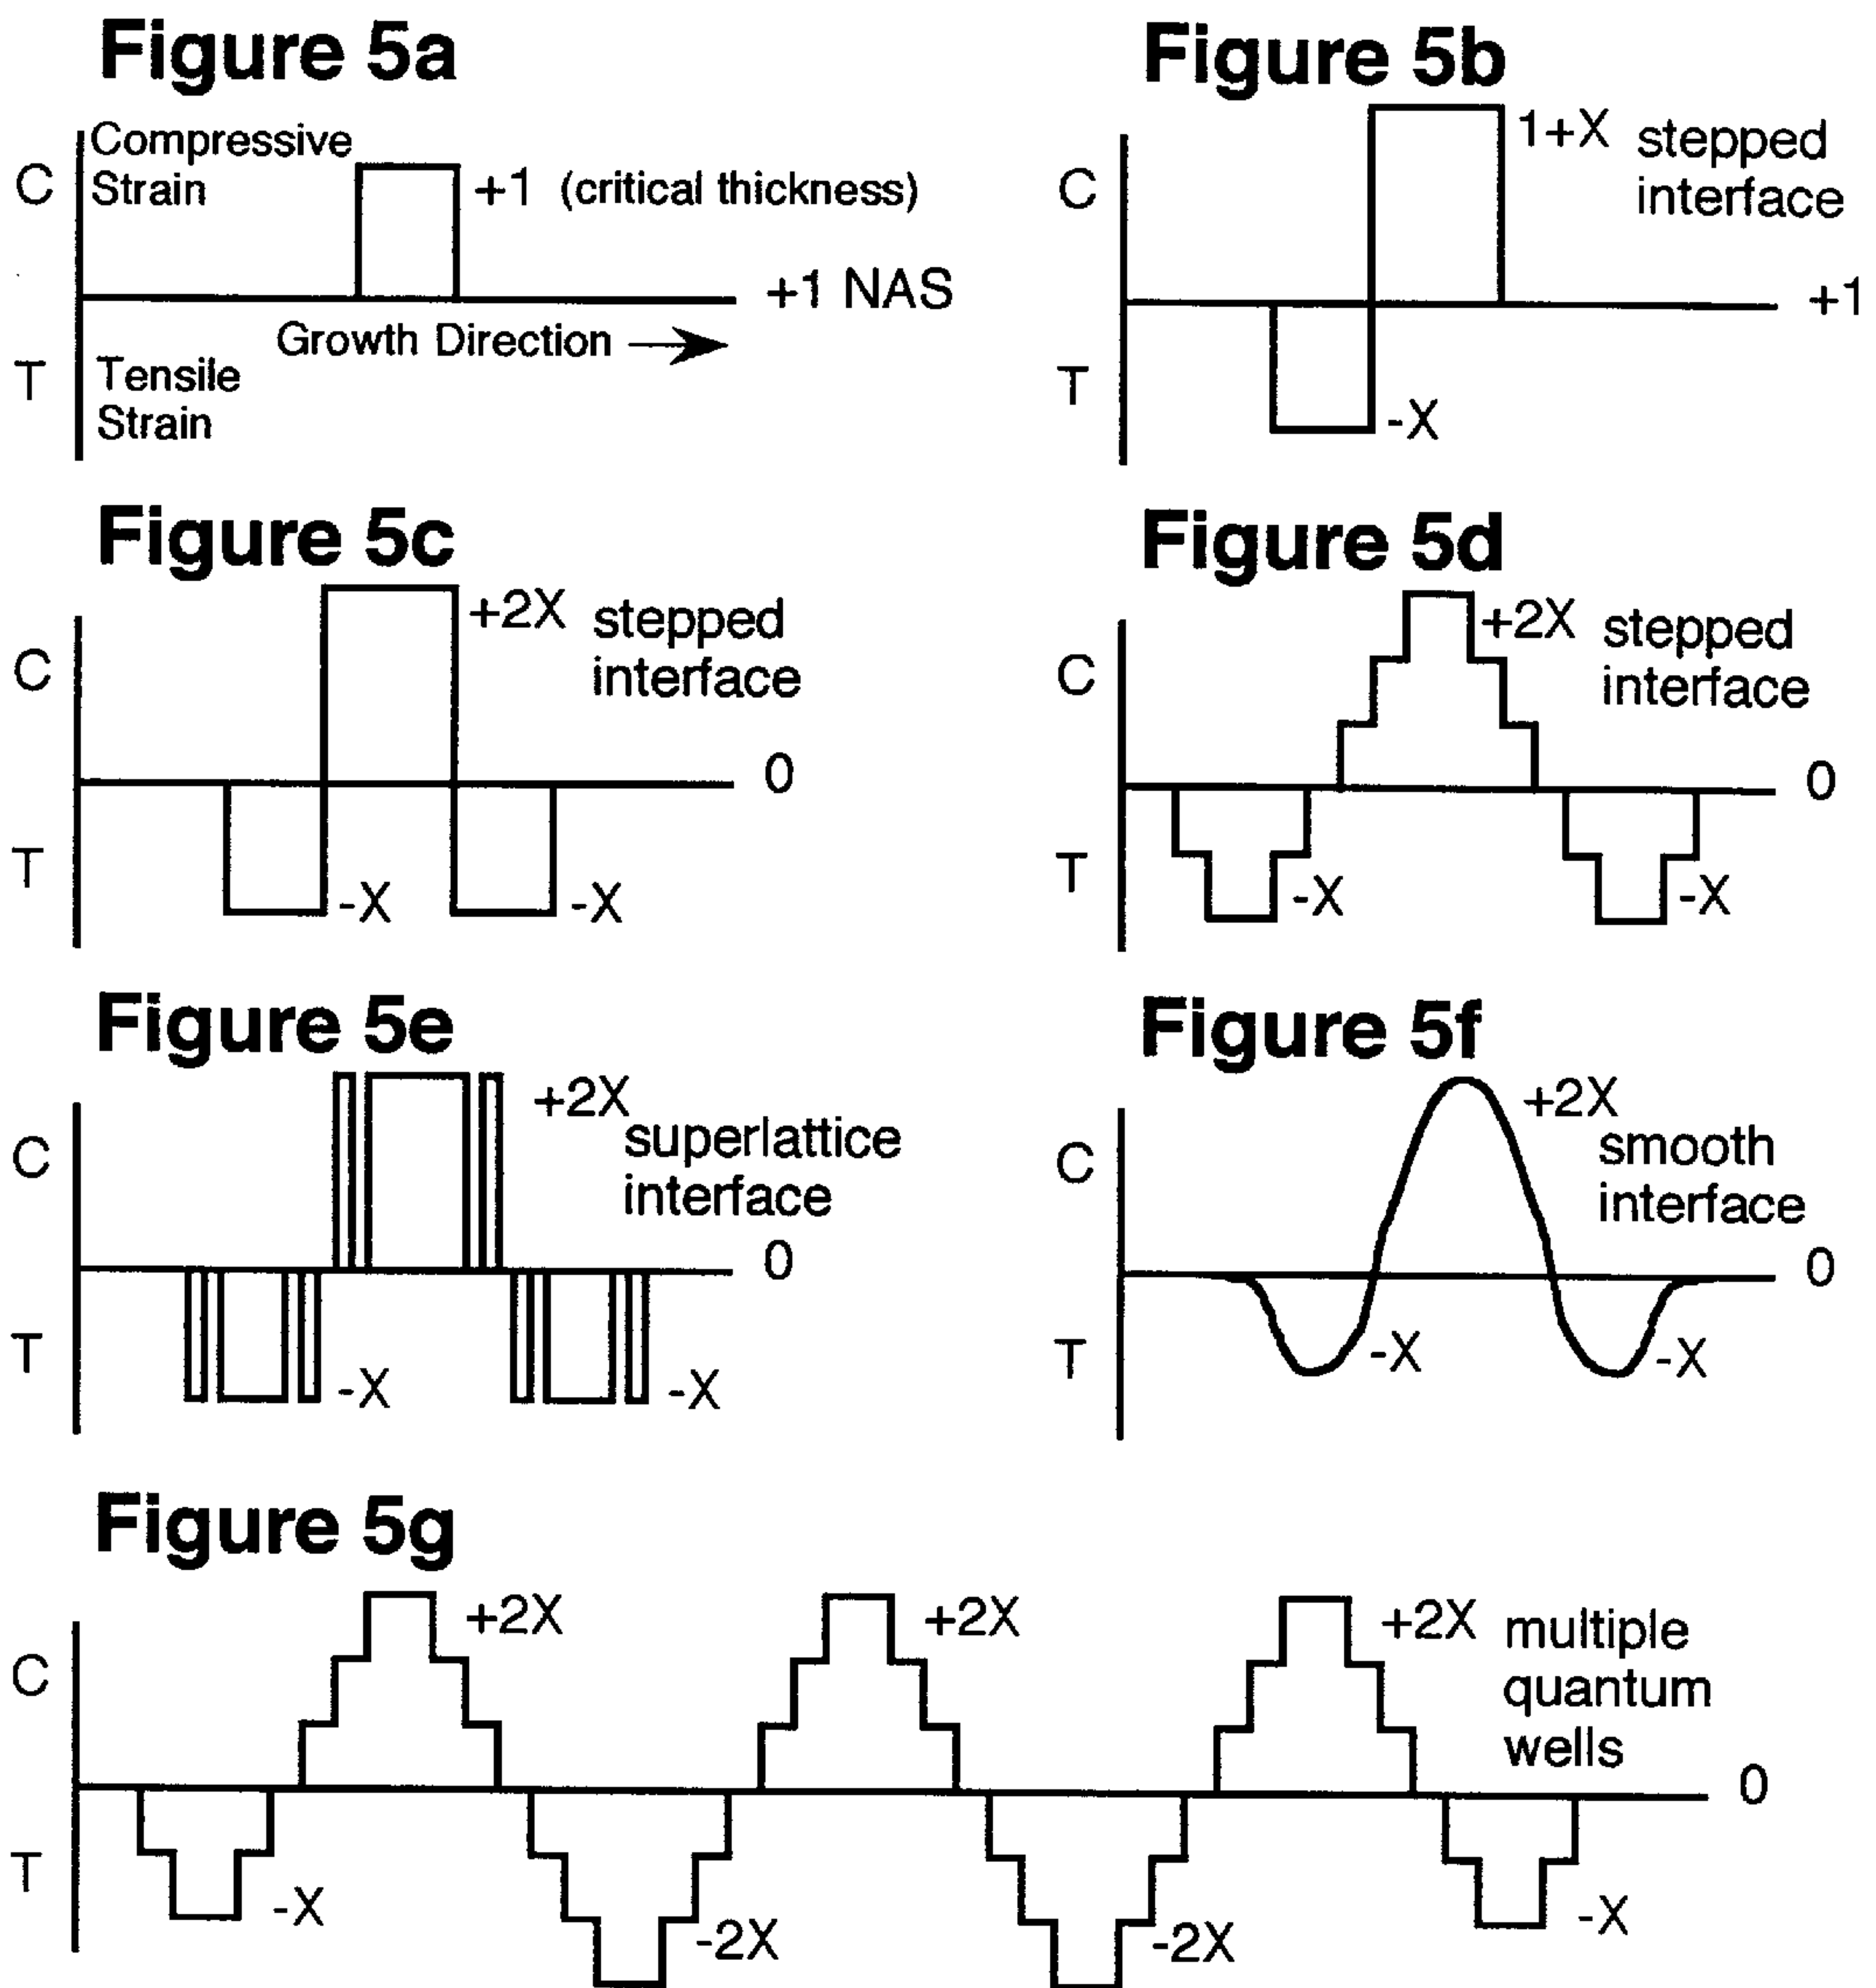 Figure 5a
Compressive
Strain
C
+1 (critical thickness)
+1 NAS
Growth Direction
T
Tensile
Strain
Figure 5b
1+X stepped
interface
C
+1
T
-X
Figure 5c
+2X stepped
interface
C
0
T
-X
-X
Figure 5d
+2X stepped
interface
C
0
T
-X
-X
Figure 5e
+2X
superlattice
interface
C
0
T
-X
-X
Figure 5f
+2X
smooth
interface
C
0
T
-X
-X
Figure 5g
+2X
+2X
+2X multiple
quantum
wells
C
0
T
-X
-2X
-2X
-X